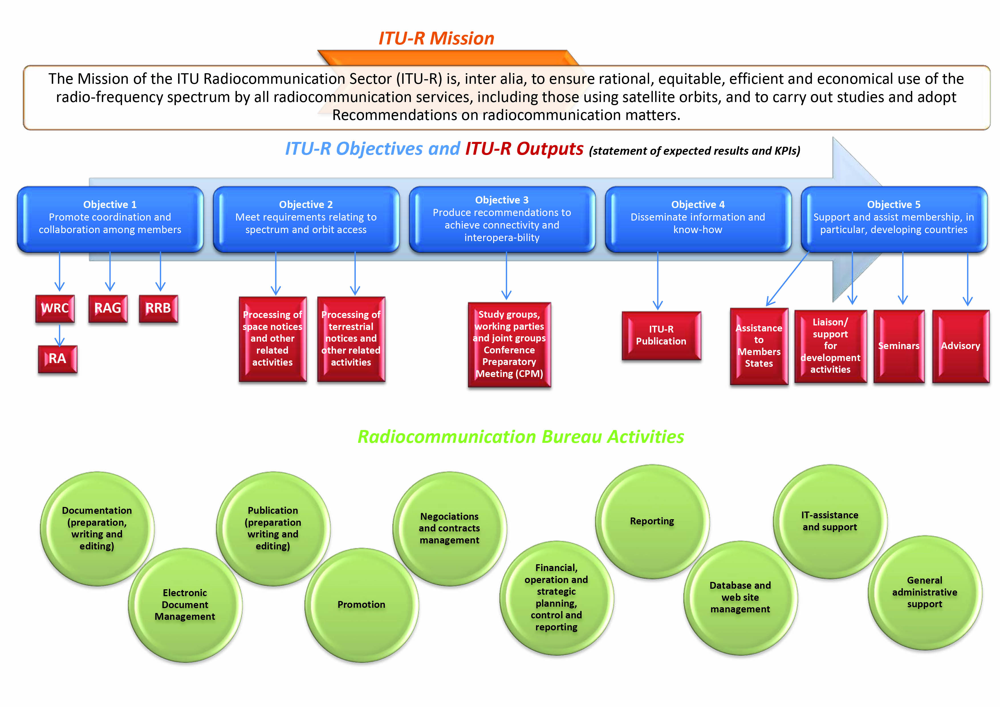 ITU-R Mission
The Mission of the ITU Radiocommunication Sector (ITU-R) is, inter alia, to ensure rational, equitable, efficient and economical use of the
radio-frequency spectrum by all radiocommunication services, including those using satellite orbits, and to carry out studies and adopt
Recommendations on radiocommunication matters.
ITU-R Objectives and ITU-R Outputs (statement of expected results and KPIs)
Objective 1
Promote coordination and
collaboration among members
Objective 2
Meet requirements relating to
spectrum and orbit access
Objective 3
Produce recommendations to
achieve connectivity and
interopera-bility
Objective 4
Disseminate information and
know-how
Objective 5
Support and assist membership, in
particular, developing countries
WRC
RAG
RRB
RA
Processing of
space notices
and other
related
activities
Processing of
terrestrial
notices and
other related
activities
Study groups,
working parties
and joint groups
Conference
Preparatory
Meeting (CPM)
ITU-R
Publication
Assistance
to
Members
States
Liaison/
support
for
development
activities
Seminars
Advisory
Radiocommunication Bureau Activities
Documentation
(preparation,
writing and
editing)
Electronic
Document
Management
Publication
(preparation
writing and
editing)
Promotion
Negociations
and contracts
management
Financial,
operation and
strategic
planning,
control and
reporting
Reporting
Database and
web site
management
IT-assistance
and support
General
administrative
support